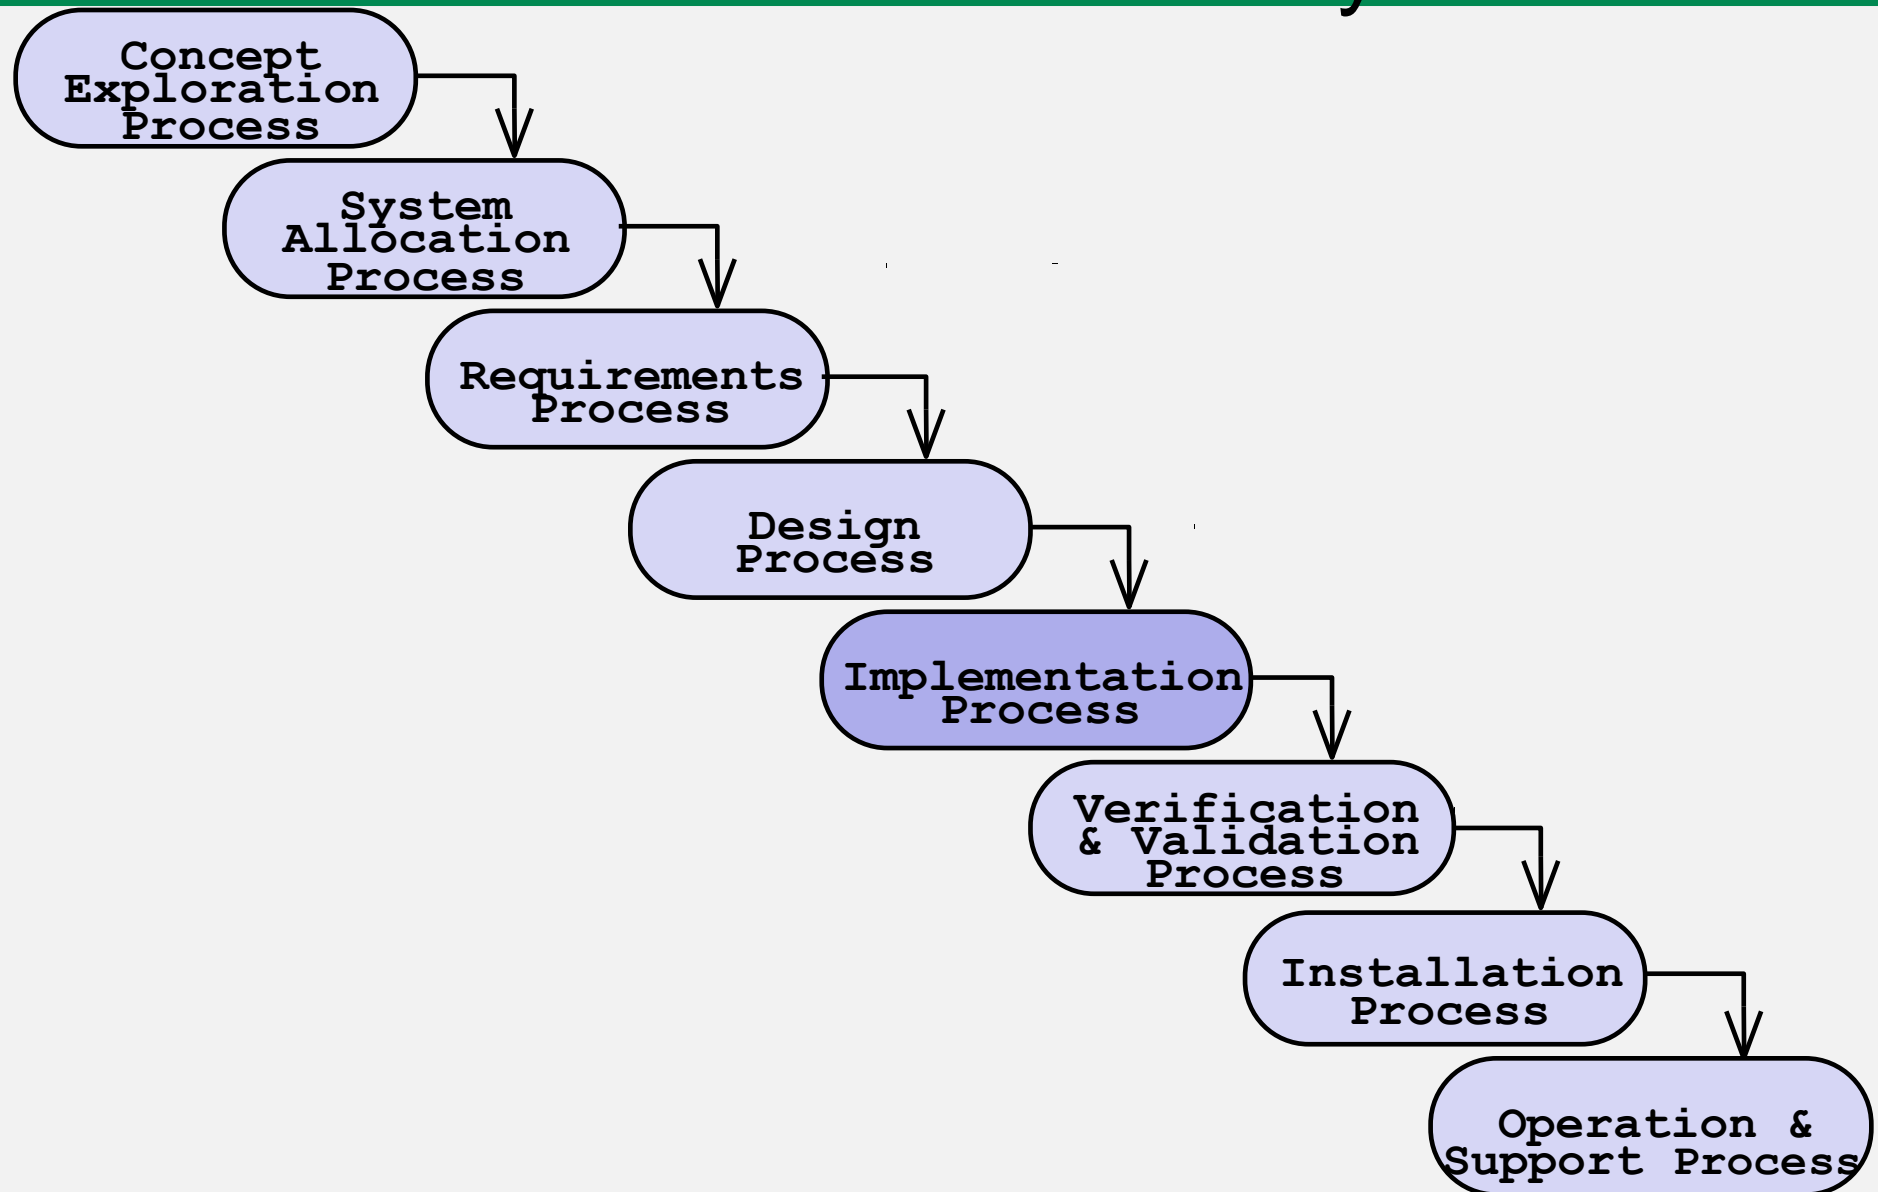 Concept
Exploration
Process
System
Allocation
Process
Requirements
Process
Design
Process
Implementation
Process
Verification
& Validation
Process
Installation
Process
Operation &
Support Process